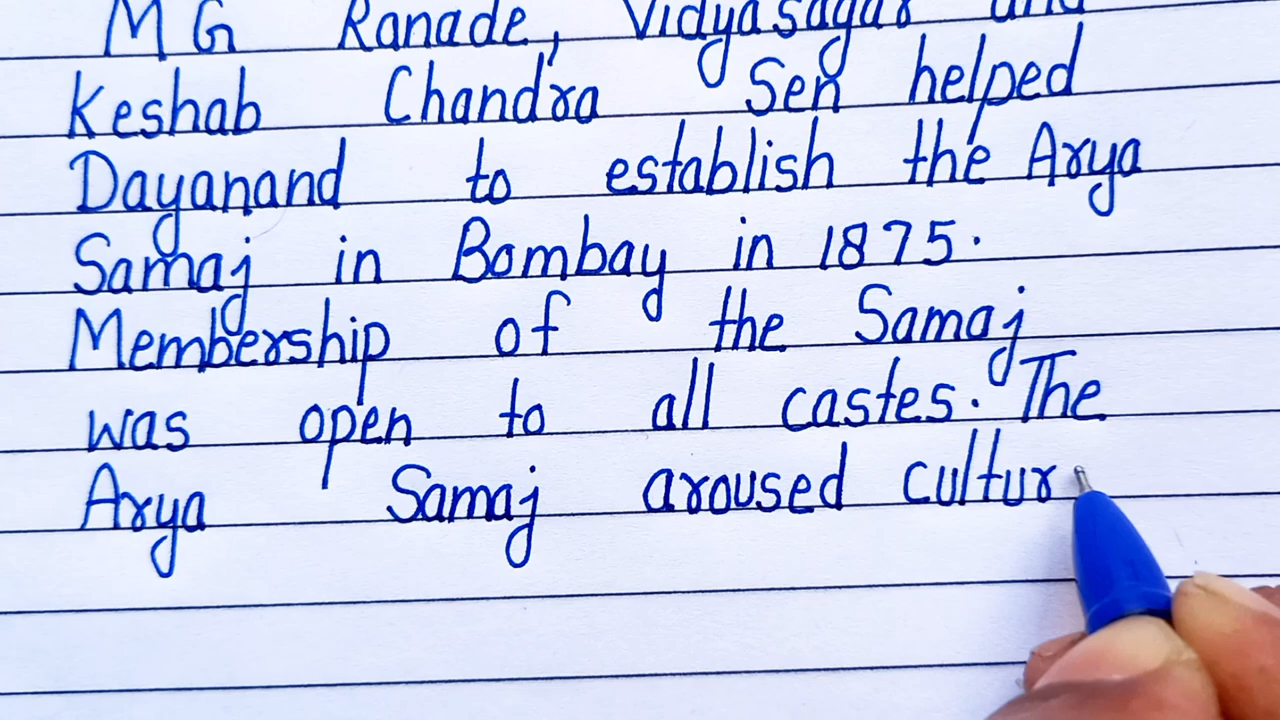 MG Ranade, Vidyasagar and
Keshab Chandra Sen helped
Dayanand to establish the Arya
Samaj in Bombay in 1875.
Membership of the Samaj
was open to all castes. The
Arya Samaj aroused cultur